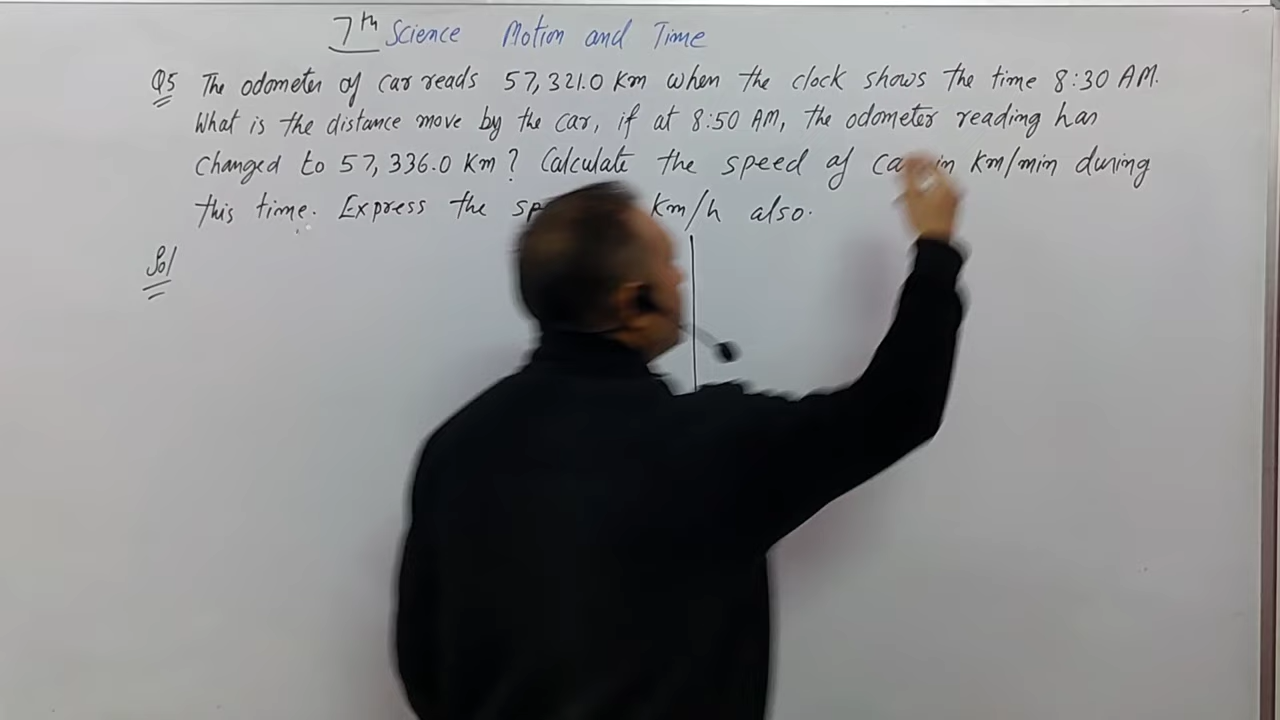 7th Science Motion and Time
Q5 The odometer of car reads 57,321.0 Km when the clock shows the time 8:30 AM.
What is the distance move by the car, if at 8:50 AM, the odometer reading has
changed to 57,336.0 Km? Calculate the speed of in Km/min during
this time. Express the Km/h also.
Sol